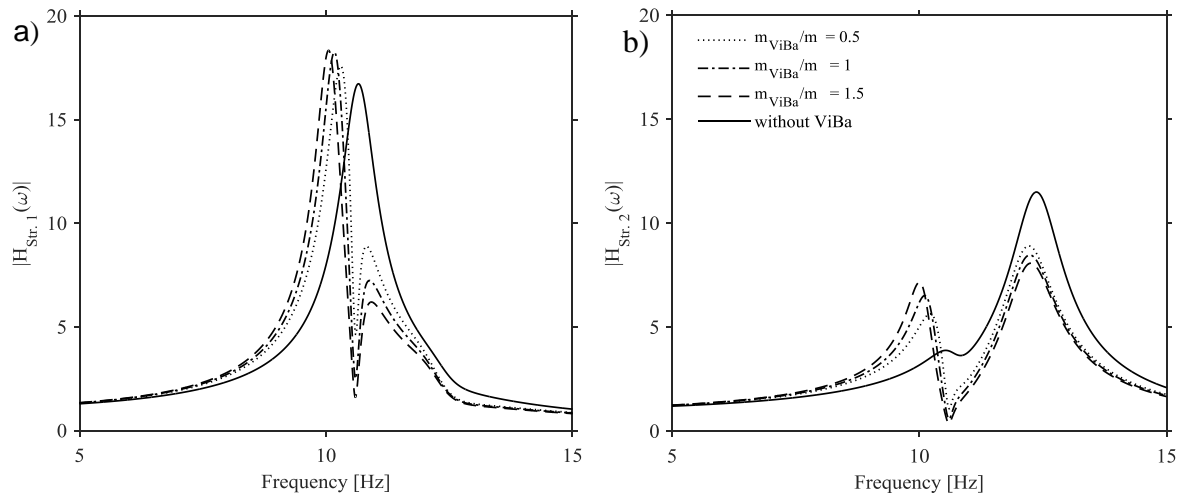 a)
20
15
10
5
0
5
10
15
Frequency [Hz]
|H_Str. 1(ω)|
b)
20
15
10
5
0
5
10
15
Frequency [Hz]
|H_Str. 2(ω)|
m_ViBa/m = 0.5
m_ViBa/m = 1
m_ViBa/m = 1.5
without ViBa